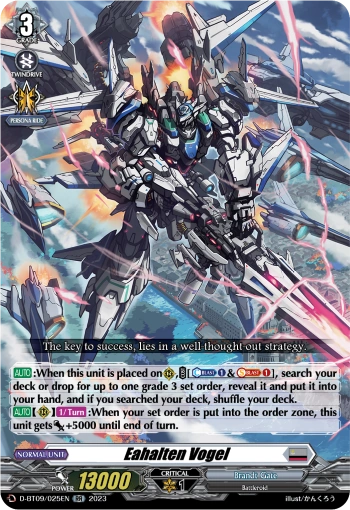 3
GRADE
TWINDRIVE
PERSONA RIDE
The key to success, lies in a well thought out strategy.
AUTO:When this unit is placed on , [COUNTER BLAST 1 & SOUL BLAST 1], search your
deck or drop for up to one grade 3 set order, reveal it and put it into
your hand, and if you searched your deck, shuffle your deck.
AUTO【 1/Turn】:When your set order is put into the order zone, this
unit gets +5000 until end of turn.
NORMAL UNIT
Eahalten Vogel
POWER 13000
CRITICAL
1
Brandt Gate
Battleroid
D-BT09/025EN RR 2023
illust/かんくろう